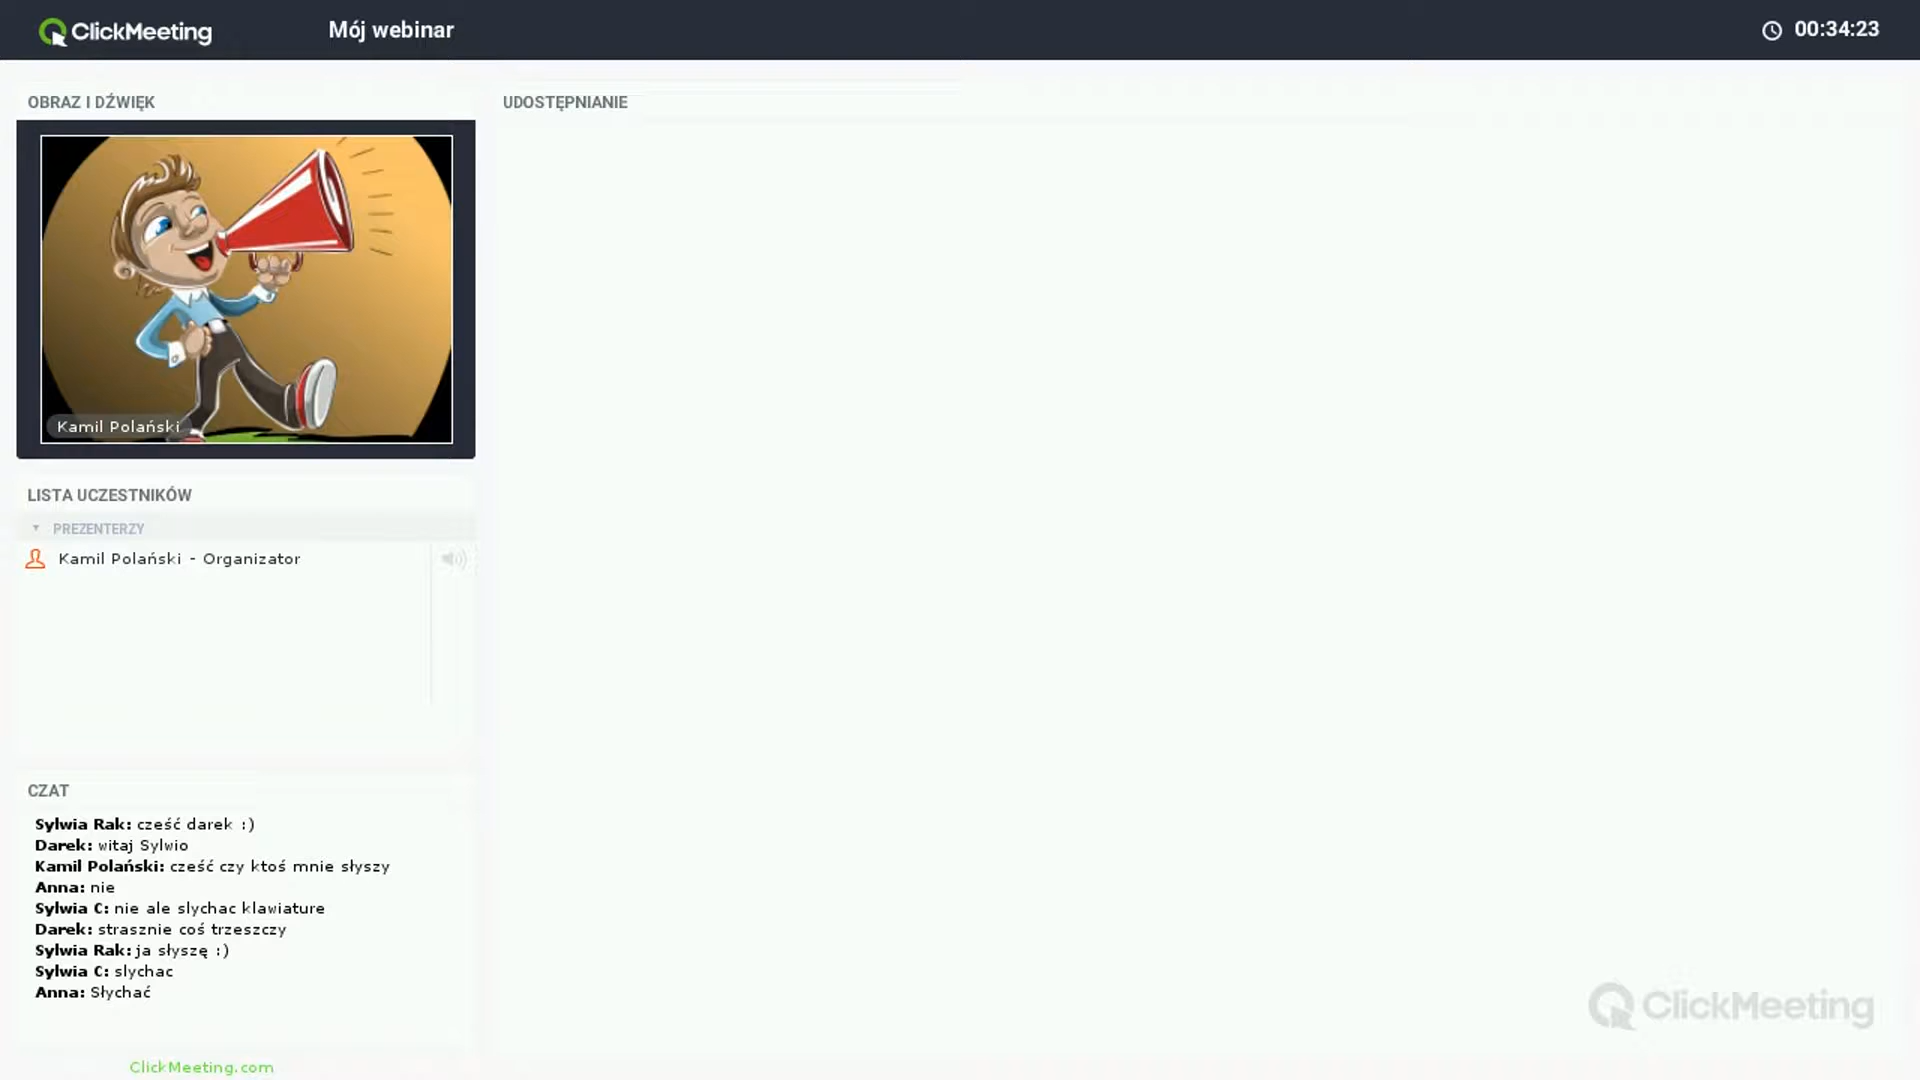 ClickMeeting
Mój webinar
00:34:23
OBRAZ I DŹWIĘK
UDOSTĘPNIANIE
Kamil Polański
LISTA UCZESTNIKÓW
PREZENTERZY
Kamil Polański - Organizator
CZAT
Sylwia Rak: cześć darek :)
Darek: witaj Sylwio
Kamil Polański: cześć czy ktoś mnie słyszy
Anna: nie
Sylwia C: nie ale slychac klawiature
Darek: strasznie coś trzeszczy
Sylwia Rak: ja słyszę :)
Sylwia C: slychac
Anna: Słychać
ClickMeeting
ClickMeeting.com